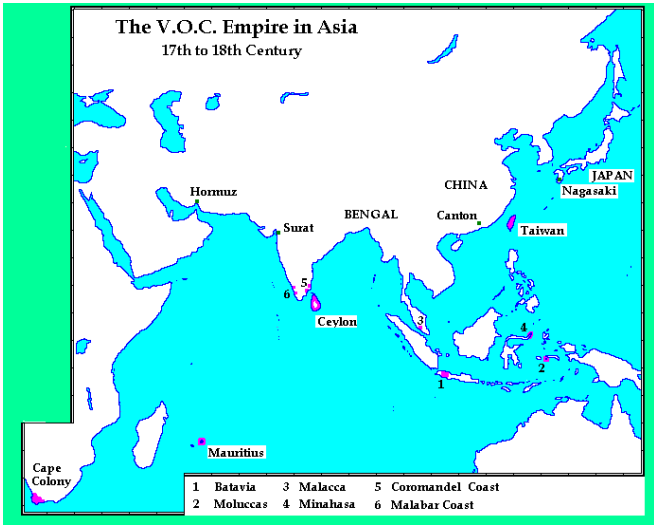 The V.O.C. Empire in Asia
17th to 18th Century
JAPAN
Nagasaki
CHINA
Hormuz
Canton
BENGAL
Surat
Taiwan
5
6
Ceylon
3
4
2
1
Mauritius
Cape
Colony
1 Batavia 3 Malacca 5 Coromandel Coast
2 Moluccas 4 Minahasa 6 Malabar Coast